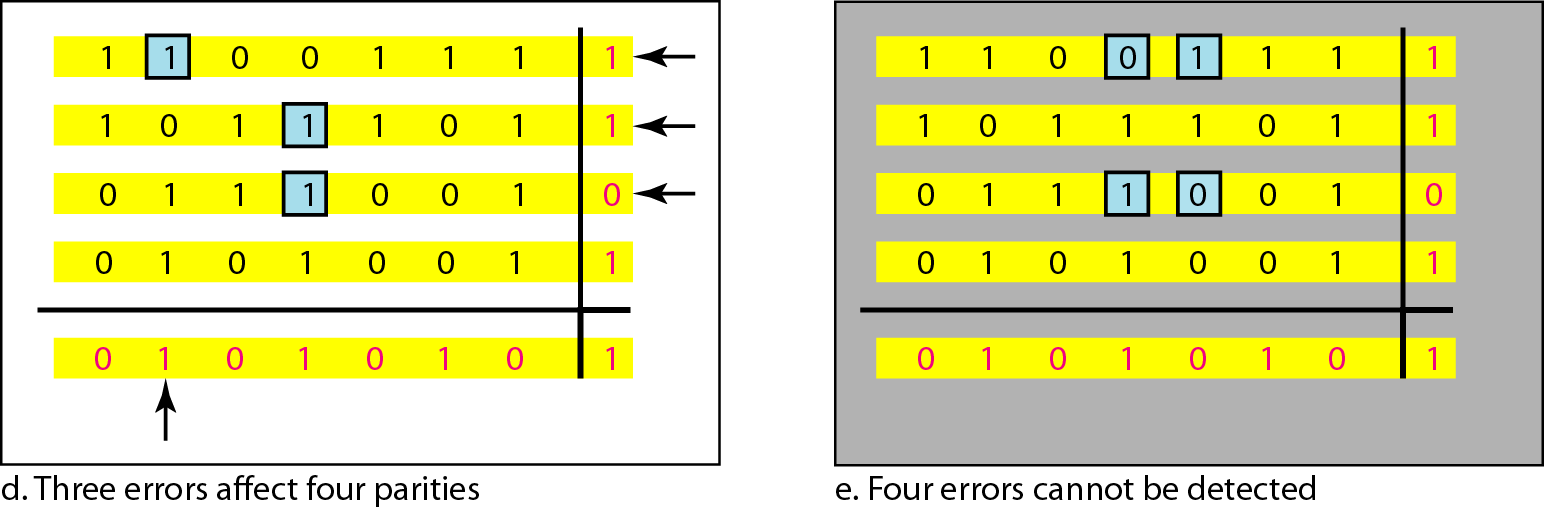 1 1 0 0 1 1 1 1
1 0 1 1 1 0 1 1
0 1 1 1 0 0 1 0
0 1 0 1 0 0 1 1
0 1 0 1 0 1 0 1
d. Three errors affect four parities
1 1 0 0 1 1 1 1
1 0 1 1 1 0 1 1
0 1 1 1 0 0 1 0
0 1 0 1 0 0 1 1
0 1 0 1 0 1 0 1
e. Four errors cannot be detected